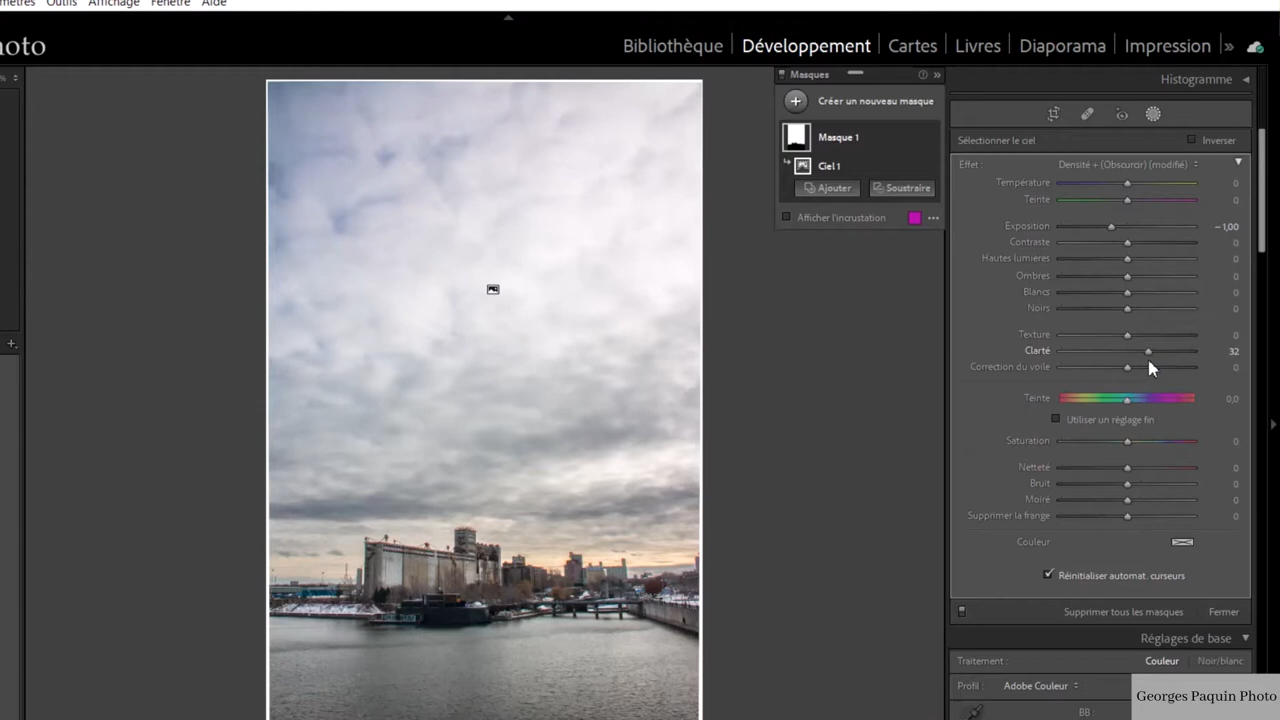 mètres Outils Affichage Fenêtre Aide
hoto
Bibliothèque | Développement | Cartes | Livres | Diaporama | Impression | »
%
Histogramme
Masques
Créer un nouveau masque
Masque 1
Ciel 1
Ajouter Soustraire
Afficher l'incrustation
Sélectionner le ciel Inverser
Effet : Densité + (Obscurcir) (modifié)
Température 0
Teinte 0
Exposition – 1,00
Contraste 0
Hautes lumières 0
Ombres 0
Blancs 0
Noirs 0
Texture 0
Clarté 32
Correction du voile 0
Teinte 0,0
Utiliser un réglage fin
Saturation 0
Netteté 0
Bruit 0
Moiré 0
Supprimer la frange 0
Couleur
Réinitialiser automat. curseurs
Supprimer tous les masques Fermer
Réglages de base
Traitement : Couleur Noir/blanc
Profil : Adobe Couleur
BB :
Georges Paquin Photo